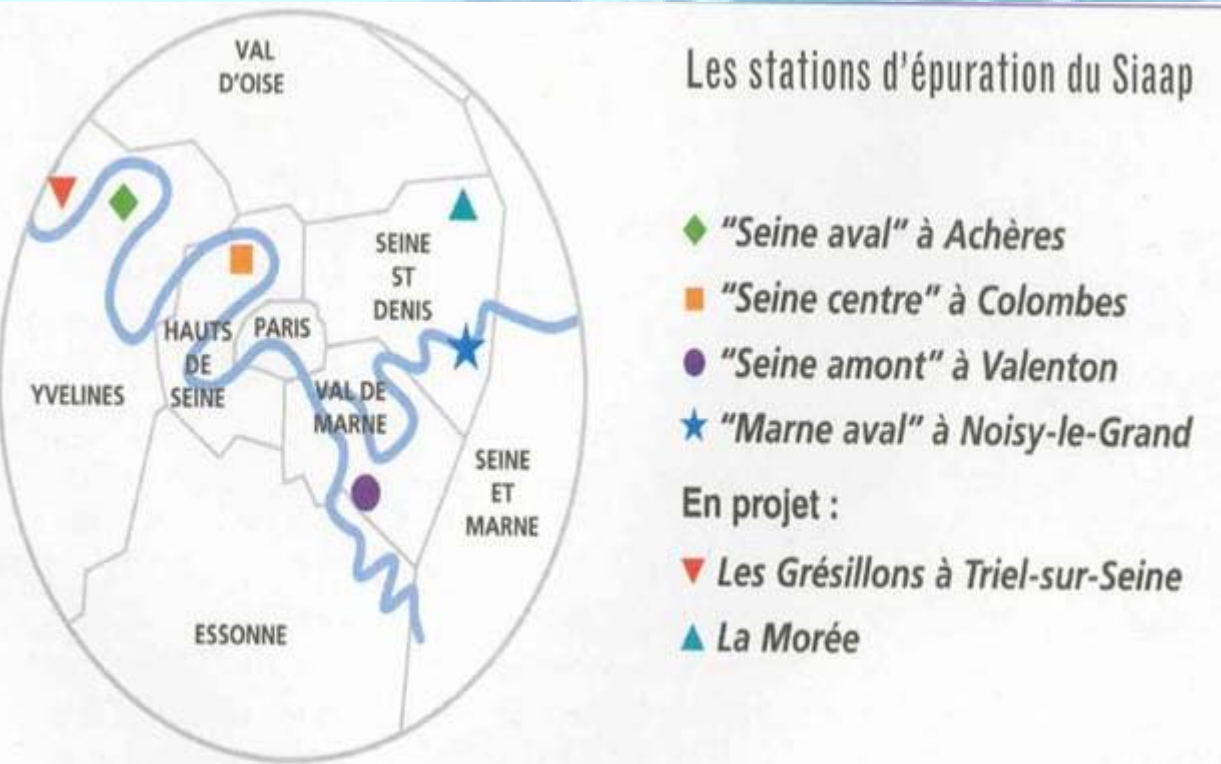 VAL
D'OISE
SEINE
ST
DENIS
HAUTS
DE
SEINE
PARIS
YVELINES
VAL DE
MARNE
SEINE
ET
MARNE
ESSONNE
Les stations d'épuration du Siaap
"Seine aval" à Achères
"Seine centre" à Colombes
"Seine amont" à Valenton
"Marne aval" à Noisy-le-Grand
En projet :
Les Grésillons à Triel-sur-Seine
La Morée